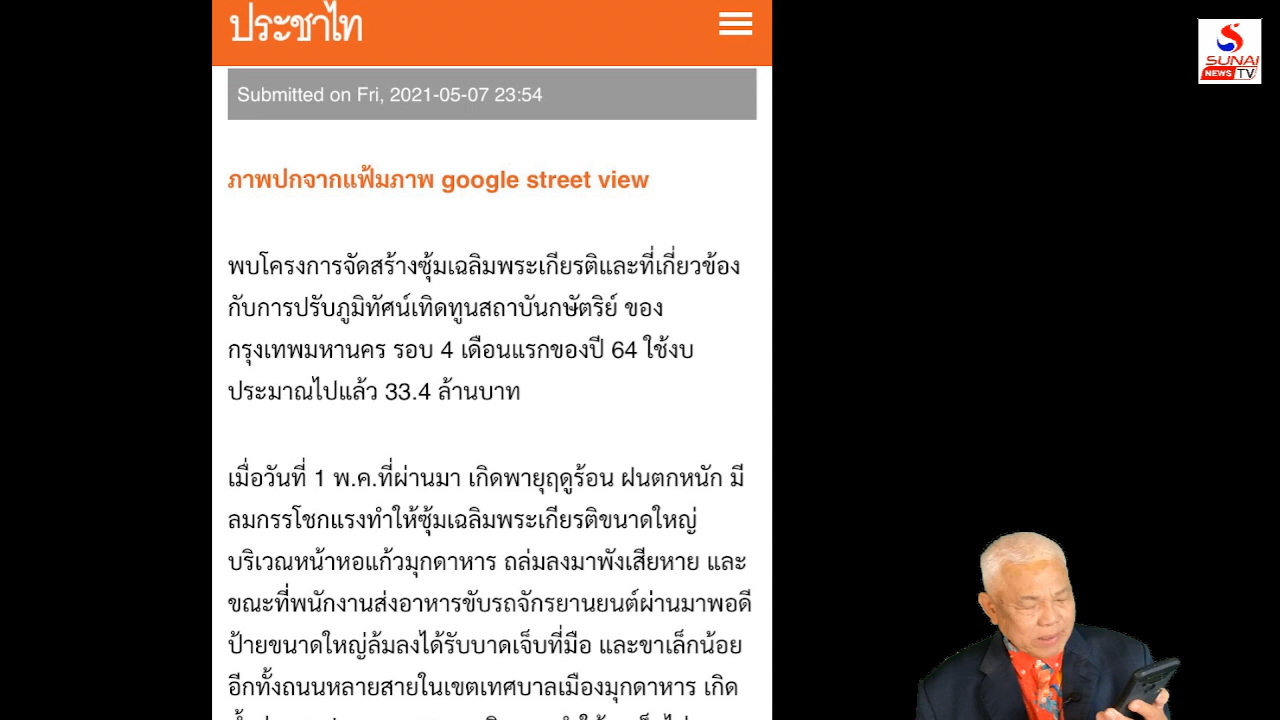 ประชาไท
SUNAI
NEWS TV
Submitted on Fri, 2021-05-07 23:54
ภาพปกจากแฟ้มภาพ google street view
พบโครงการจัดสร้างซุ้มเฉลิมพระเกียรติและที่เกี่ยวข้อง
กับการปรับภูมิทัศน์เทิดทูนสถาบันกษัตริย์ ของ
กรุงเทพมหานคร รอบ 4 เดือนแรกของปี 64 ใช้งบ
ประมาณไปแล้ว 33.4 ล้านบาท
เมื่อวันที่ 1 พ.ค.ที่ผ่านมา เกิดพายุฤดูร้อน ฝนตกหนัก มี
ลมกรรโชกแรงทำให้ซุ้มเฉลิมพระเกียรติขนาดใหญ่
บริเวณหน้าหอแก้วมุกดาหาร ถล่มลงมาพังเสียหาย และ
ขณะที่พนักงานส่งอาหารขับรถจักรยานยนต์ผ่านมาพอดี
ป้ายขนาดใหญ่ล้มลงได้รับบาดเจ็บที่มือ และขาเล็กน้อย
อีกทั้งถนนหลายสายในเขตเทศบาลเมืองมุกดาหาร เกิด